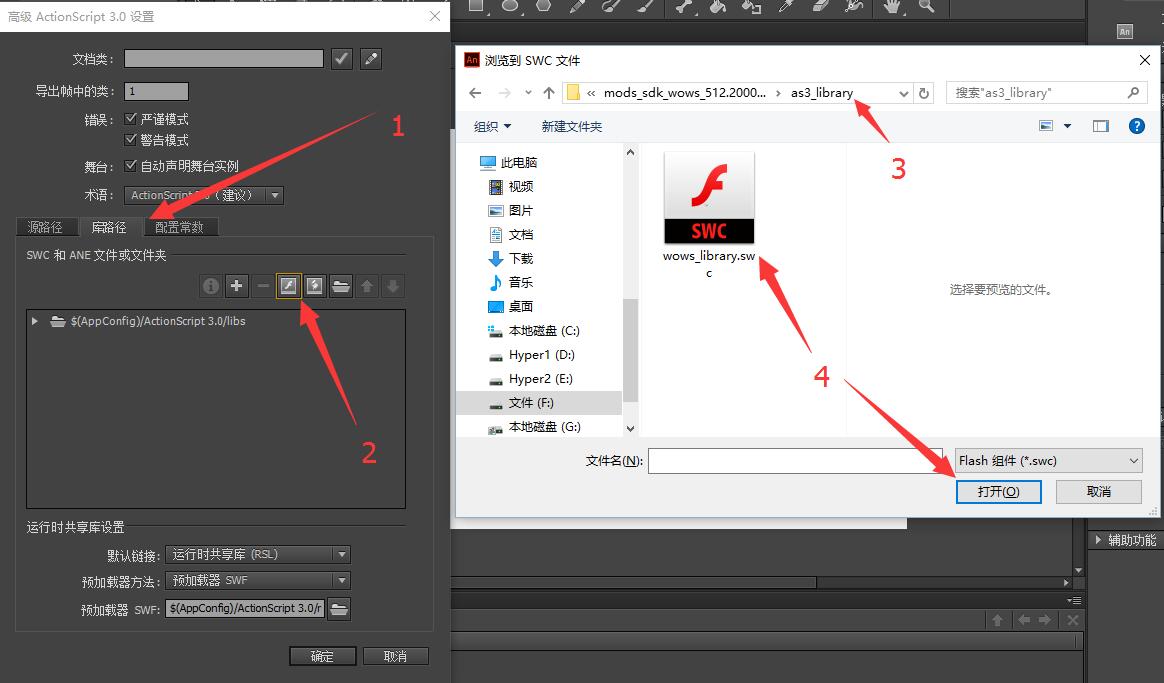 高级 ActionScript 3.0 设置
文档类:
导出帧中的类: 1
错误: 严谨模式
警告模式
舞台: 自动声明舞台实例
术语: ActionScript 3.0（建议）
源路径 库路径 配置常数
SWC 和 ANE 文件或文件夹
$(AppConfig)/ActionScript 3.0/libs
运行时共享库设置
默认链接: 运行时共享库 (RSL)
预加载器方法: 预加载器 SWF
预加载器 SWF: $(AppConfig)/ActionScript 3.0/r
确定 取消
1
2
An
An 浏览到 SWC 文件
« mods_sdk_wows_512.2000... › as3_library
搜索"as3_library"
组织 新建文件夹
此电脑
视频
图片
文档
下载
音乐
桌面
本地磁盘 (C:)
Hyper1 (D:)
Hyper2 (E:)
文件 (F:)
本地磁盘 (G:)
SWC
wows_library.sw
c
选择要预览的文件。
3
4
文件名(N):
Flash 组件 (*.swc)
打开(O) 取消
辅助功能